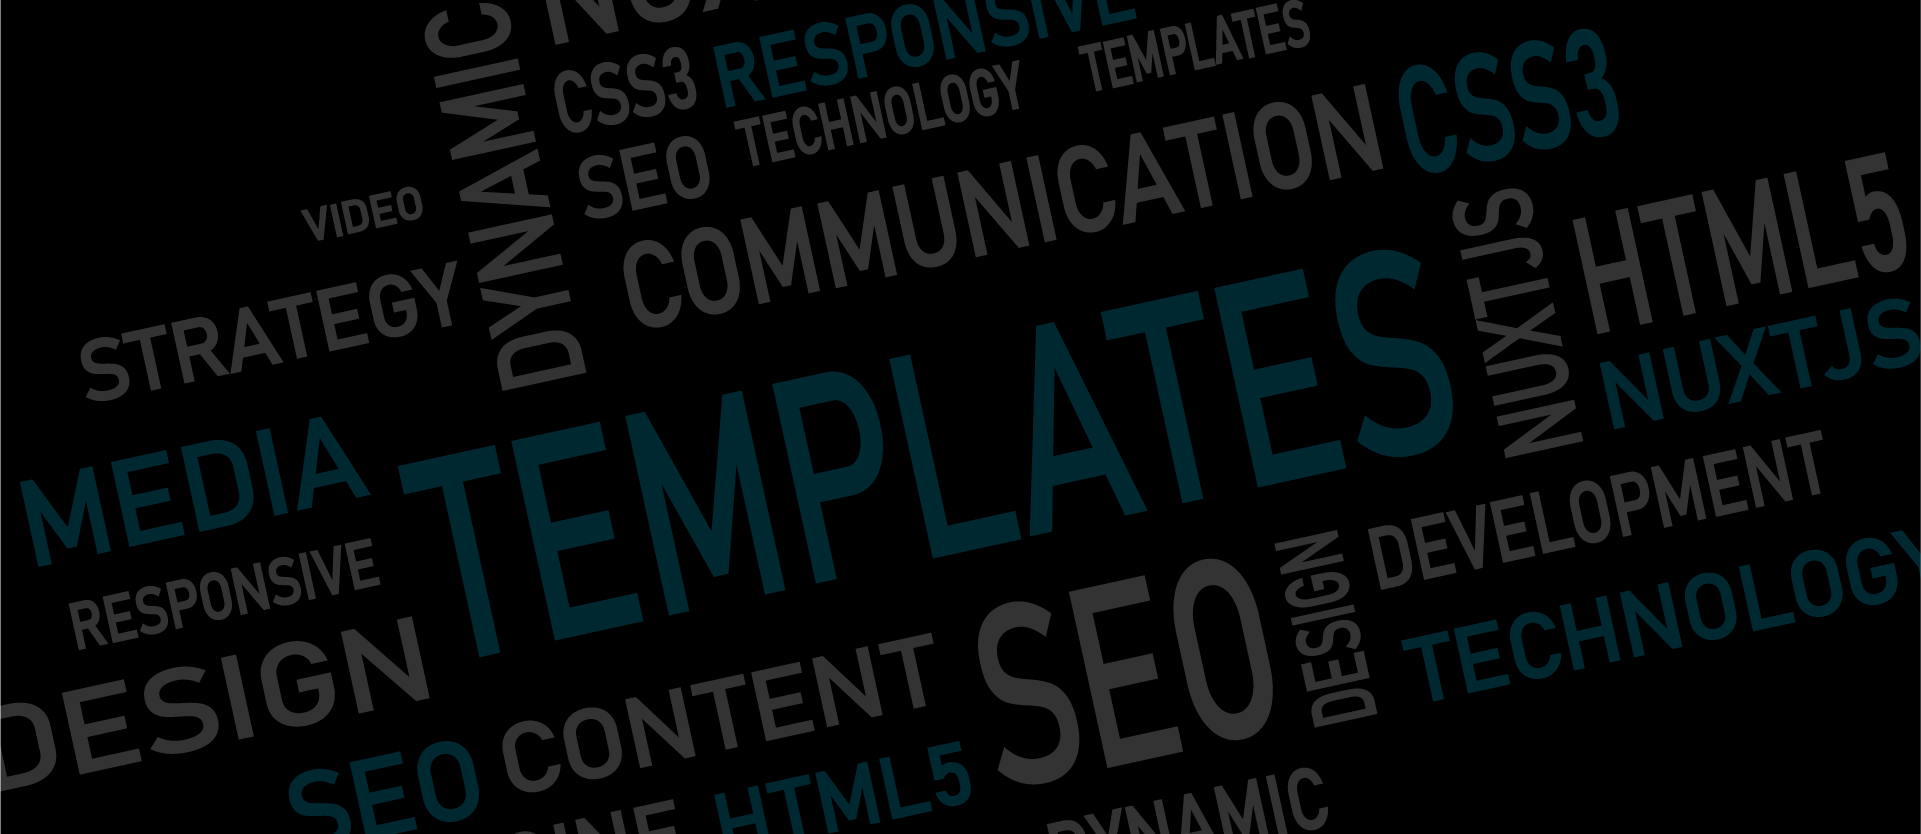 DYNAMIC
CSS3
RESPONSIVE
TEMPLATES
SEO
TECHNOLOGY
COMMUNICATION
CSS3
VIDEO
STRATEGY
NUXTJS
HTML5
NUXTJS
TEMPLATES
MEDIA
RESPONSIVE
DESIGN
DEVELOPMENT
DESIGN
TECHNOLOGY
SEO
CONTENT
SEO
HTML5
DYNAMIC